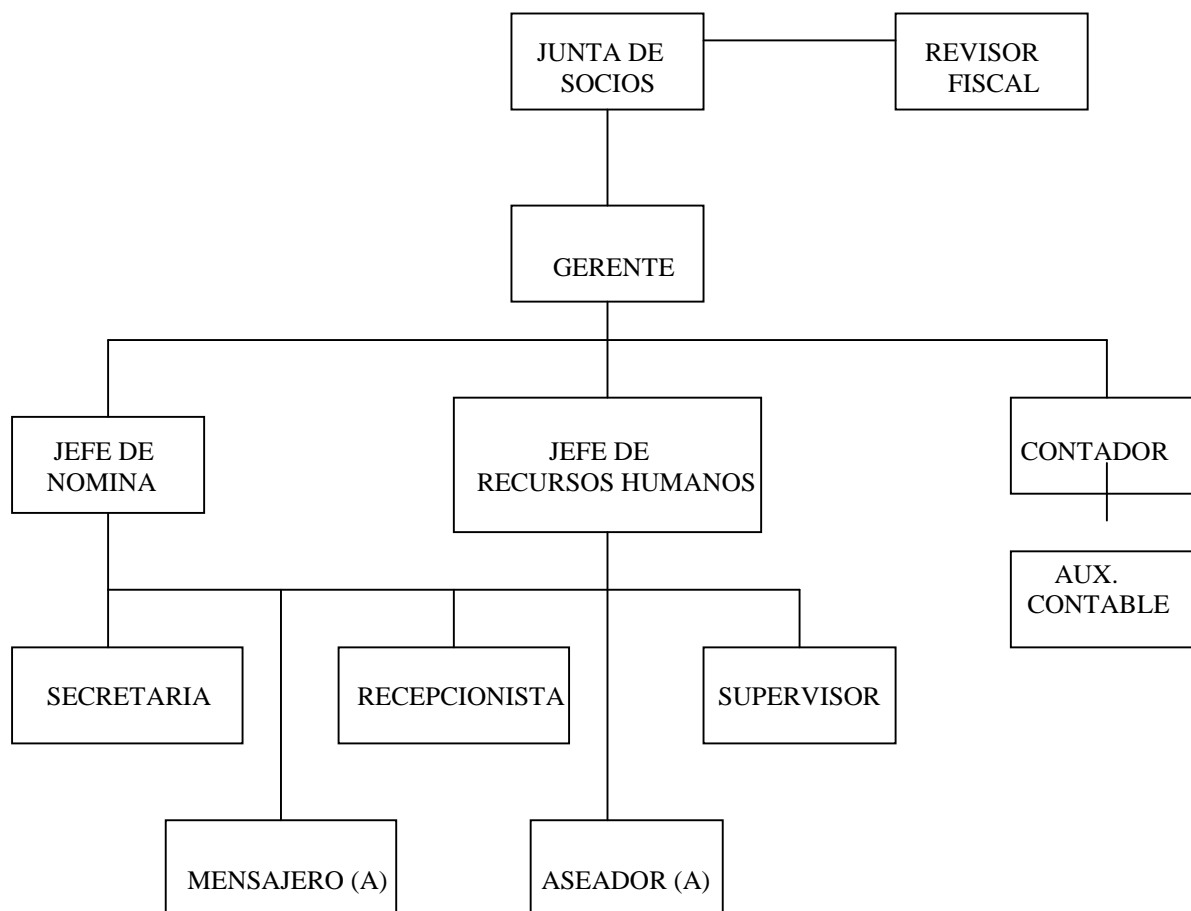 JUNTA DE
SOCIOS
REVISOR
FISCAL
GERENTE
JEFE DE
NOMINA
JEFE DE
RECURSOS HUMANOS
CONTADOR
AUX.
CONTABLE
SECRETARIA
RECEPCIONISTA
SUPERVISOR
MENSAJERO (A)
ASEADOR (A)